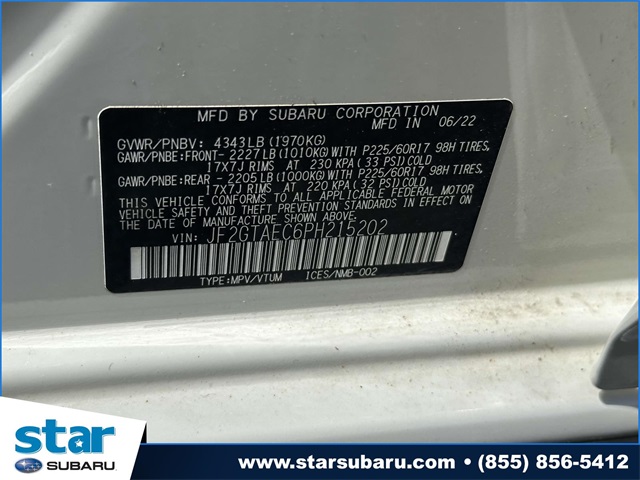 MFD BY SUBARU CORPORATION
MFD IN 06/22
GVWR/PNBV: 4343LB (1970KG)
GAWR/PNBE:FRONT- 2227LB (1010KG) WITH P225/60R17 98H TIRES,
17X7J RIMS AT 230 KPA (33 PSI) COLD
GAWR/PNBE:REAR - 2205LB (1000KG) WITH P225/60R17 98H TIRES,
17X7J RIMS AT 220 KPA (32 PSI) COLD
THIS VEHICLE CONFORMS TO ALL APPLICABLE FEDERAL MOTOR
VEHICLE SAFETY AND THEFT PREVENTION STANDARDS IN EFFECT
ON THE DATE OF MANUFACTURE SHOWN ABOVE.
VIN: JF2GTAEC6PH215202
TYPE:MPV/VTUM ICES/NMB-002
star
SUBARU
www.starsubaru.com • (855) 856-5412